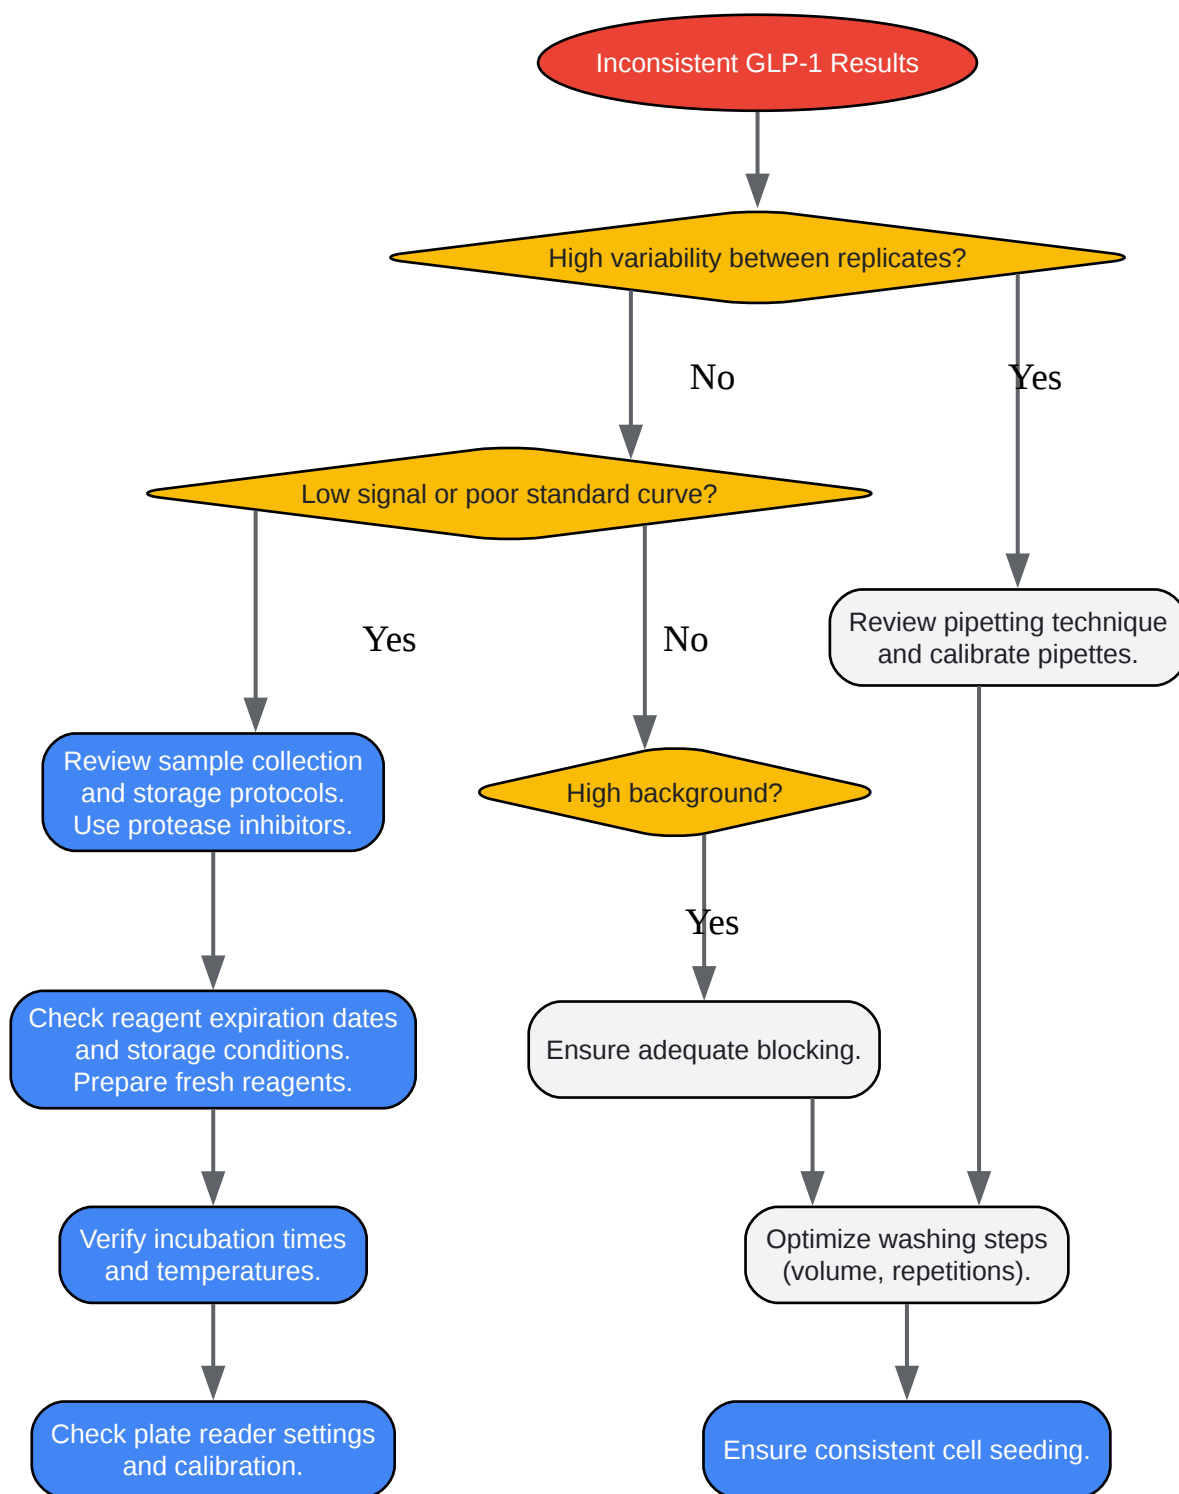 Inconsistent GLP-1 Results
High variability between replicates?
No
Yes
Low signal or poor standard curve?
Yes
No
Review pipetting technique
and calibrate pipettes.
Review sample collection
and storage protocols.
Use protease inhibitors.
High background?
Yes
Check reagent expiration dates
and storage conditions.
Prepare fresh reagents.
Ensure adequate blocking.
Verify incubation times
and temperatures.
Optimize washing steps
(volume, repetitions).
Check plate reader settings
and calibration.
Ensure consistent cell seeding.